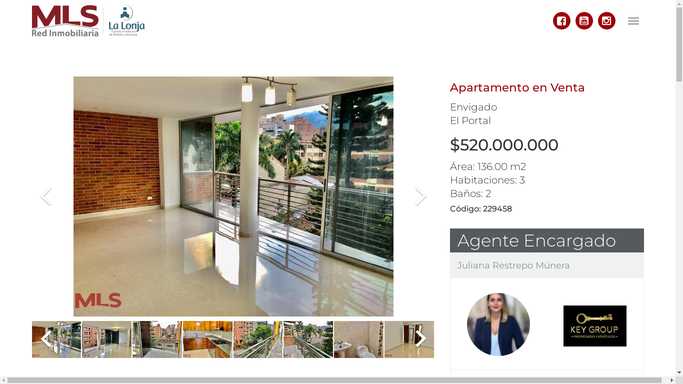 MLS
Red Inmobiliaria
La Lonja
Apartamento en Venta
Envigado
El Portal
$520.000.000
Área: 136.00 m2
Habitaciones: 3
Baños: 2
Código: 229458
MLS
Agente Encargado
Juliana Restrepo Múnera
KEY GROUP